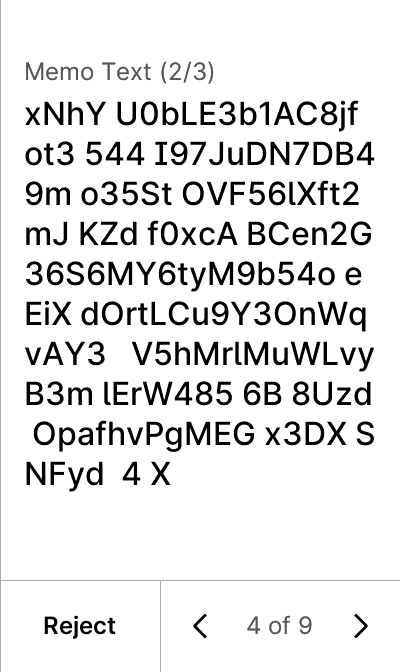 Memo Text (2/3)
xNhY U0bLE3b1AC8jf
ot3 544 I97JuDN7DB4
9m o35St OVF56lXft2
mJ KZd f0xcA BCen2G
36S6MY6tyM9b54o e
EiX dOrtLCu9Y3OnWq
vAY3   V5hMrlMuWLvy
B3m lErW485 6B 8Uzd
 OpafhvPgMEG x3DX S
NFyd  4 X
Reject
4 of 9